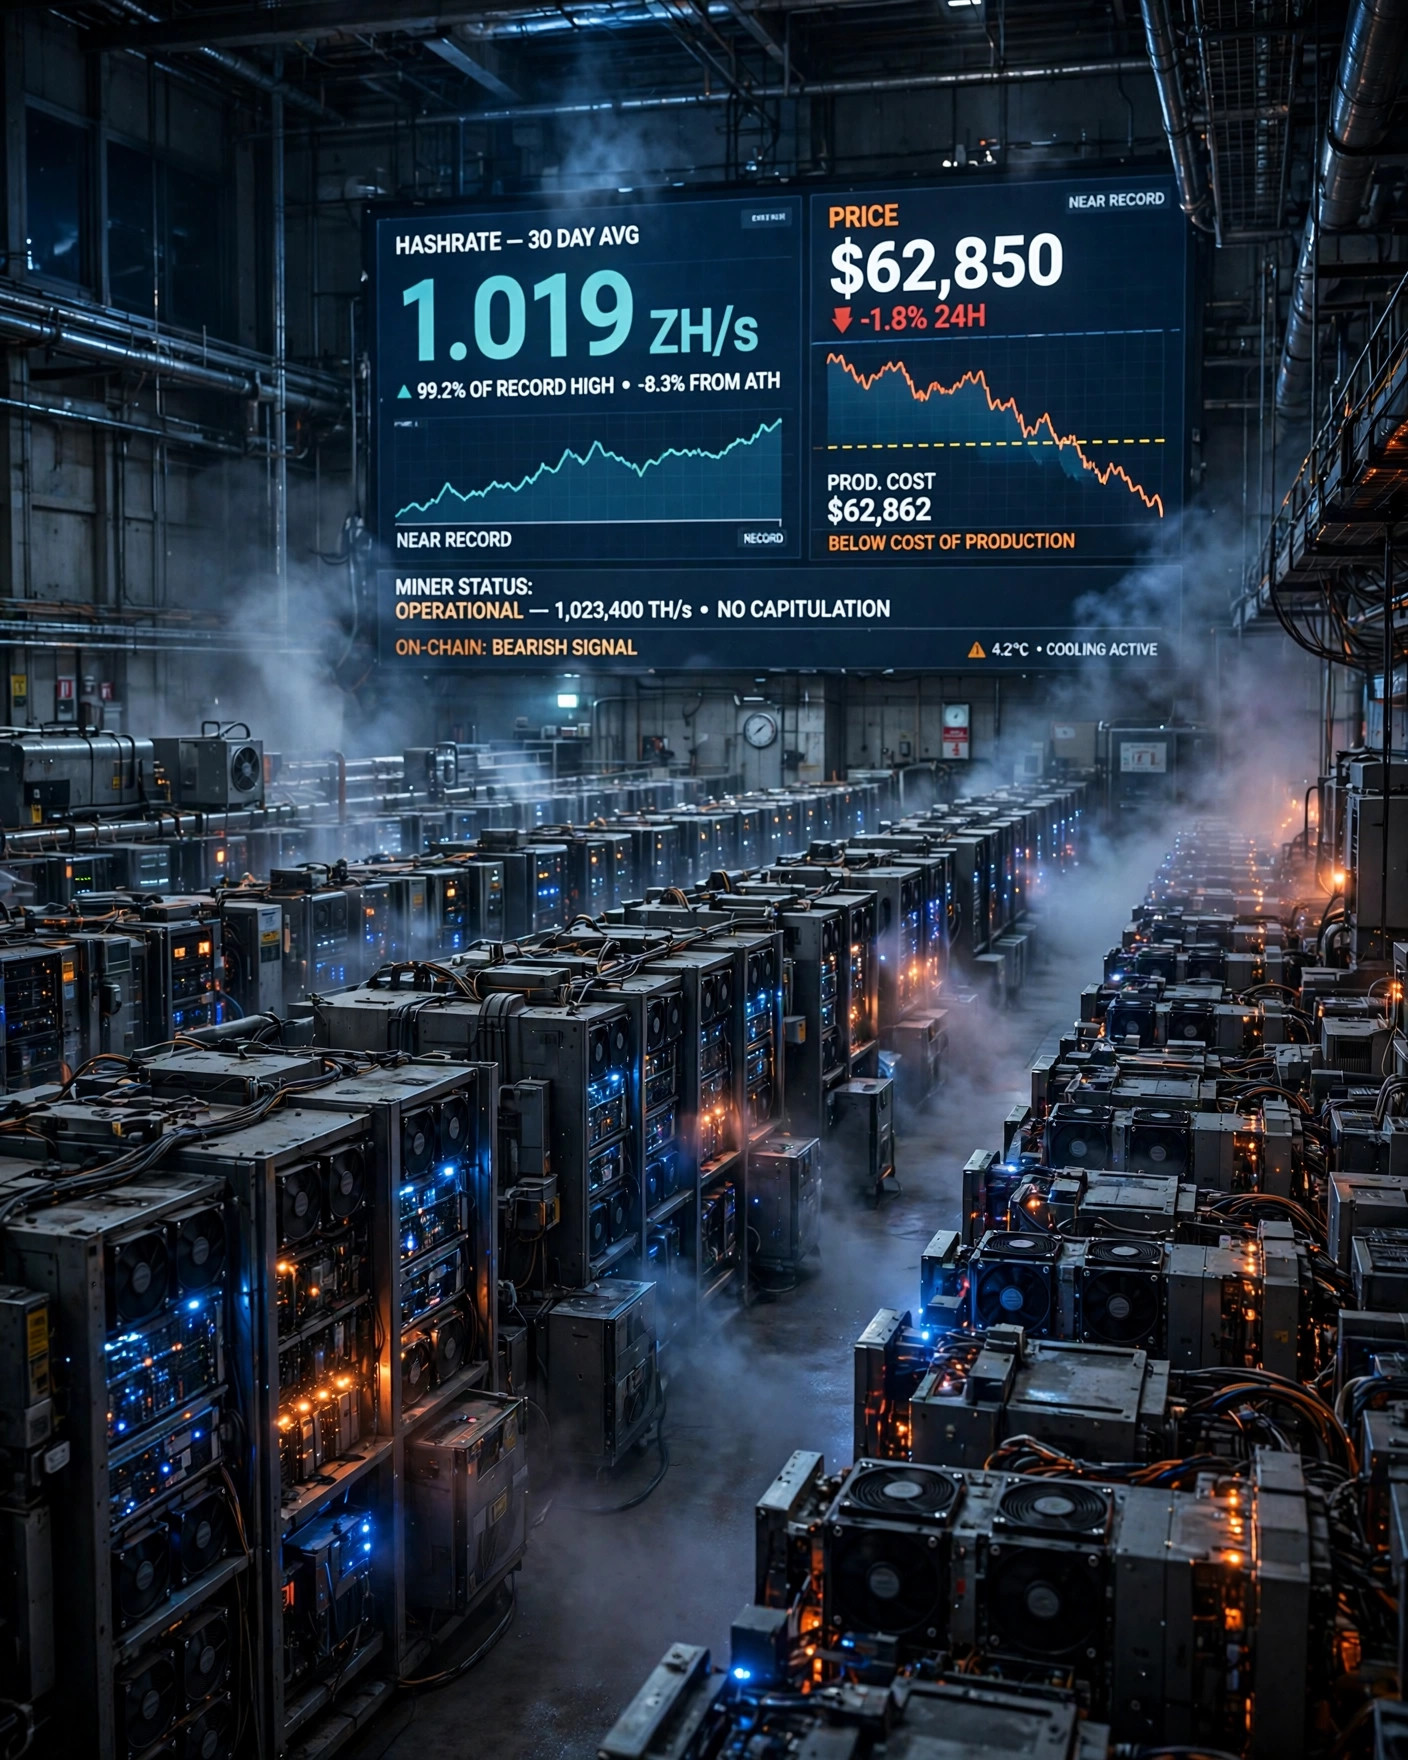 HASHRATE — 30 DAY AVG
1.019 ZH/s
▲ 99.2% OF RECORD HIGH • -8.3% FROM ATH
NEAR RECORD
RECORD
PRICE
NEAR RECORD
$62,850
-1.8% 24H
PROD. COST
$62,862
BELOW COST OF PRODUCTION
MINER STATUS:
OPERATIONAL — 1,023,400 TH/s • NO CAPITULATION
ON-CHAIN: BEARISH SIGNAL
4.2°C • COOLING ACTIVE